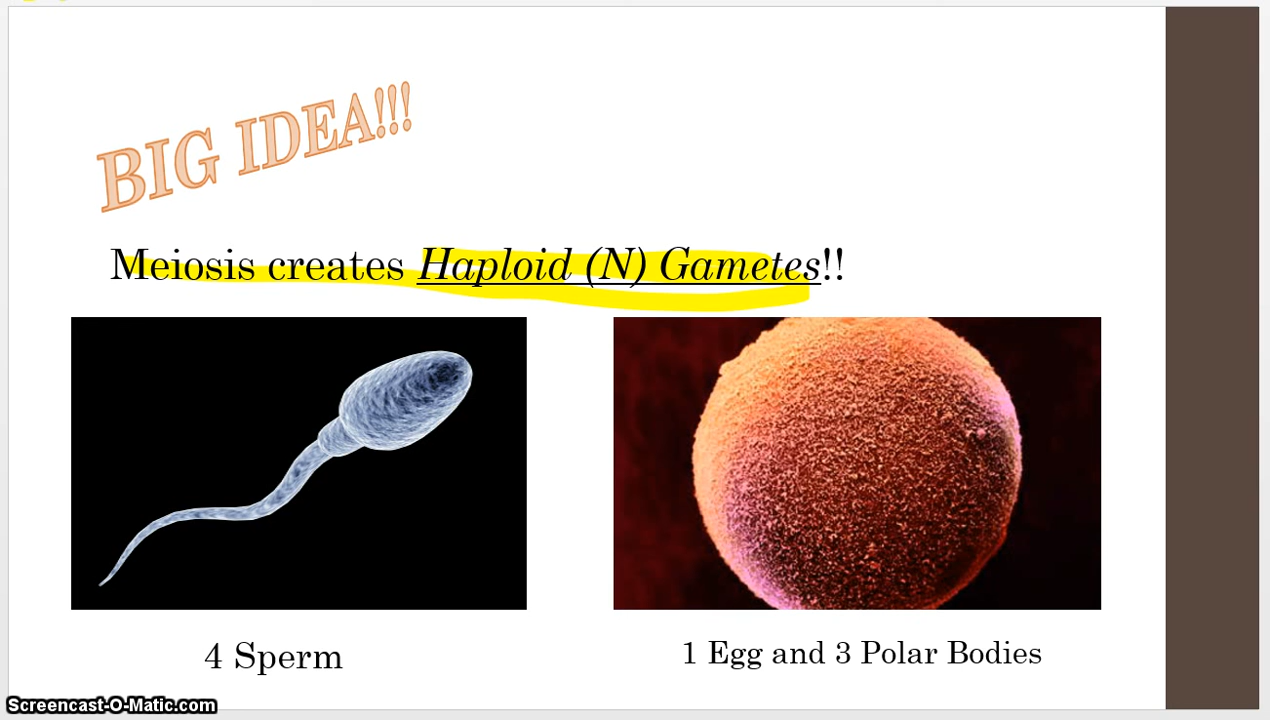 BIG IDEA!!!
Meiosis creates Haploid (N) Gametes!!
4 Sperm
1 Egg and 3 Polar Bodies
Screencast-O-Matic.com